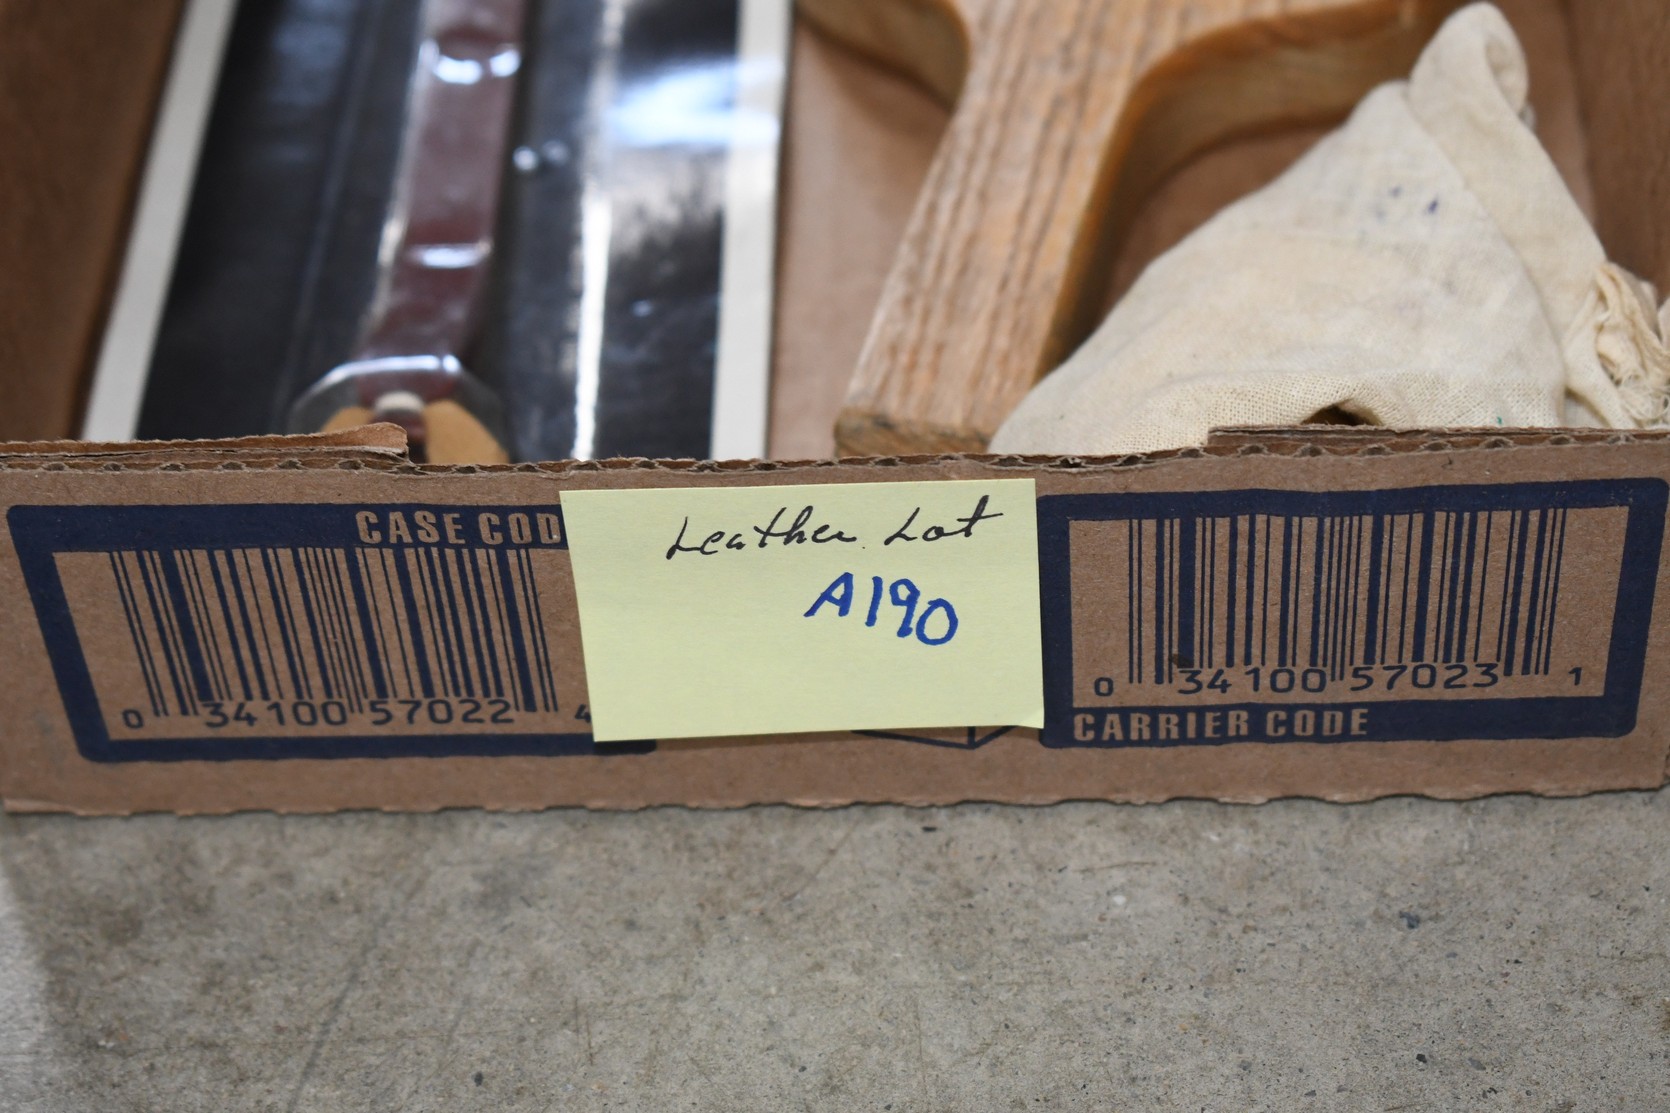 CASE COD
0 34100 57022 4
Leather Lot
A190
0 34100 57023 1
CARRIER CODE